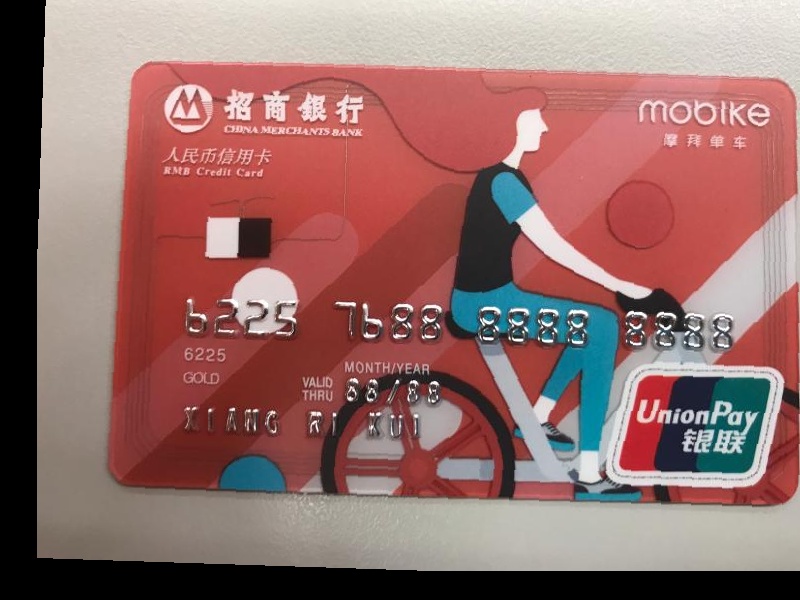 招商銀行
CHINA MERCHANTS BANK
mobike
摩拜单车
人民币信用卡
RMB Credit Card
6225 7688 8888 8888
6225
GOLD
MONTH/YEAR
VALID THRU 88/88
XIANG RI KUI
UnionPay
银联